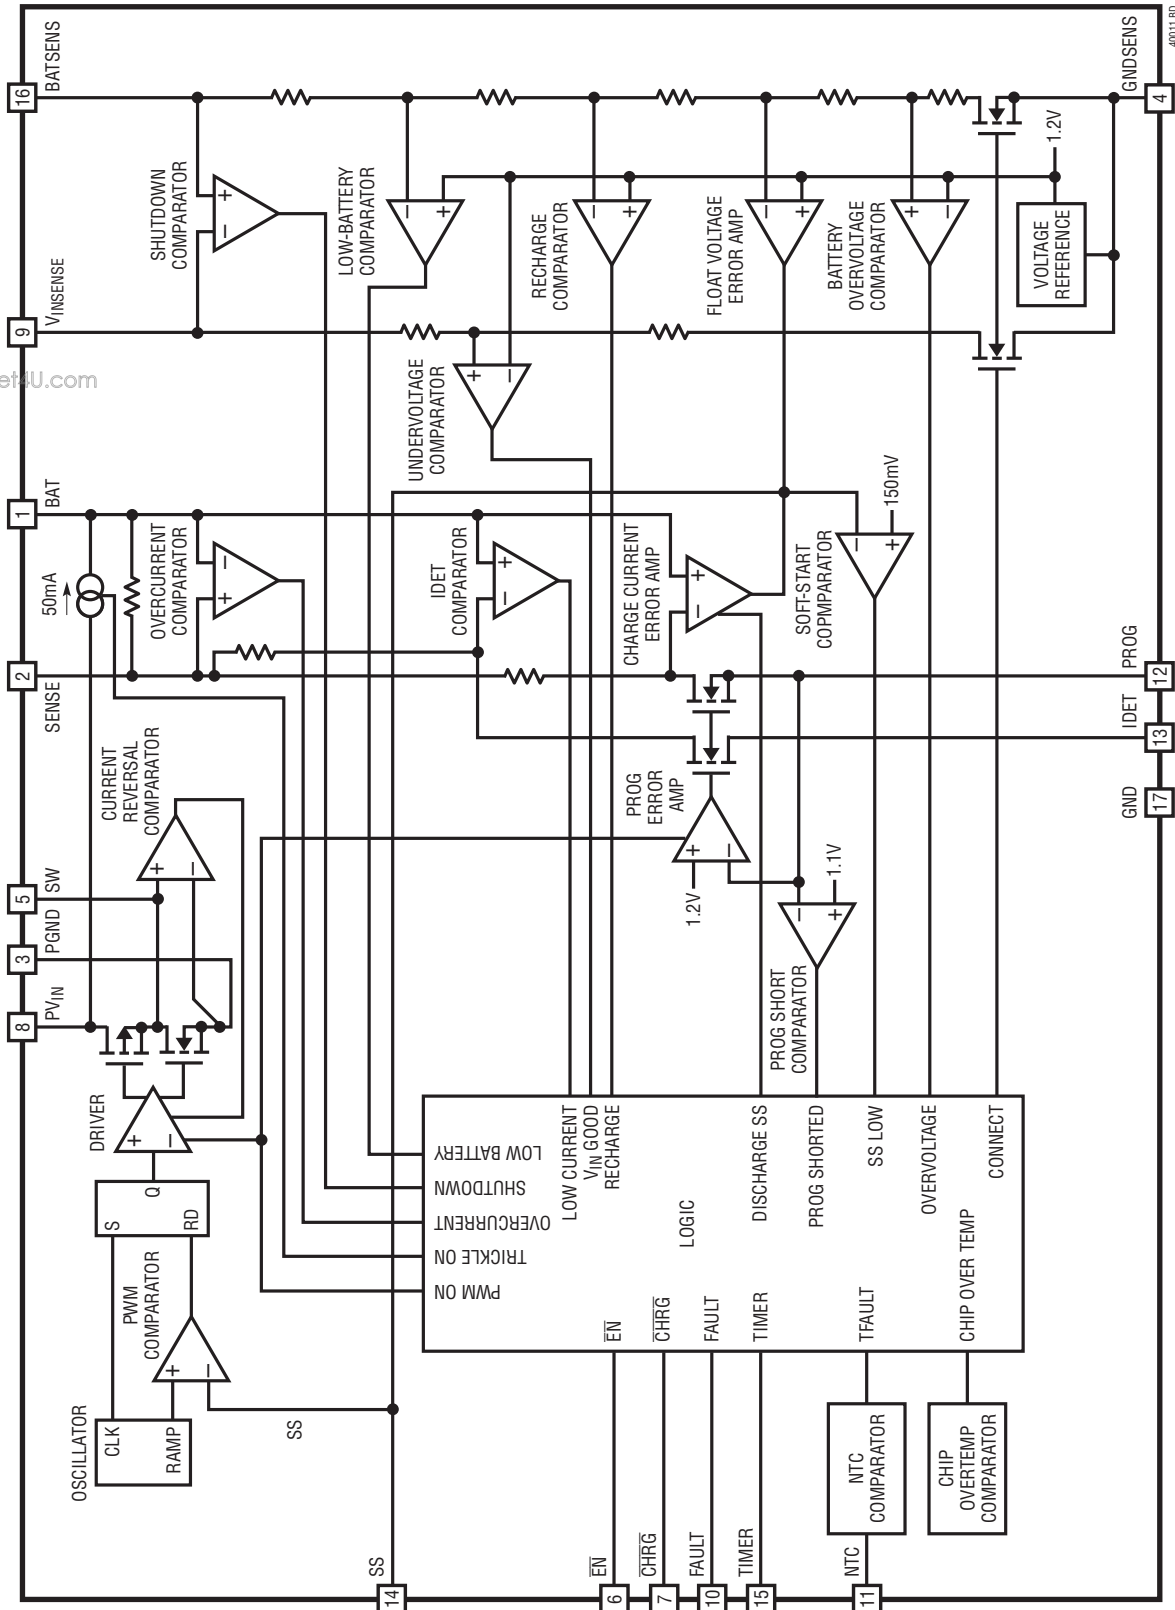 16
BATSENS
9
VINSENSE
1
BAT
2
SENSE
5
SW
3
PGND
8
PVIN
50mA
SHUTDOWN
COMPARATOR
+
–
LOW-BATTERY
COMPARATOR
–
+
RECHARGE
COMPARATOR
–
+
FLOAT VOLTAGE
ERROR AMP
–
+
BATTERY
OVERVOLTAGE
COMPARATOR
+
–
1.2V
VOLTAGE
REFERENCE
4
GNDSENS
UNDERVOLTAGE
COMPARATOR
+
–
OVERCURRENT
COMPARATOR
–
+
IDET
COMPARATOR
+
–
CHARGE CURRENT
ERROR AMP
+
–
SOFT-START
COPMPARATOR
–
+
150mV
CURRENT
REVERSAL
COMPARATOR
+
–
PROG
ERROR
AMP
+
–
1.2V
PROG SHORT
COMPARATOR
–
+
1.1V
PROG
12
IDET
13
GND
17
DRIVER
+
–
S
Q
RD
PWM
COMPARATOR
+
–
OSCILLATOR
CLK
RAMP
SS
LOW BATTERY
SHUTDOWN
OVERCURRENT
TRICKLE ON
PWM ON
LOW CURRENT
VIN GOOD
RECHARGE
DISCHARGE SS
PROG SHORTED
SS LOW
OVERVOLTAGE
CONNECT
LOGIC
EN
CHRG
FAULT
TIMER
TFAULT
CHIP OVER TEMP
NTC
COMPARATOR
CHIP
OVERTEMP
COMPARATOR
SS
14
EN
6
CHRG
7
FAULT
10
TIMER
15
NTC
11
40011 BD
et4U.com